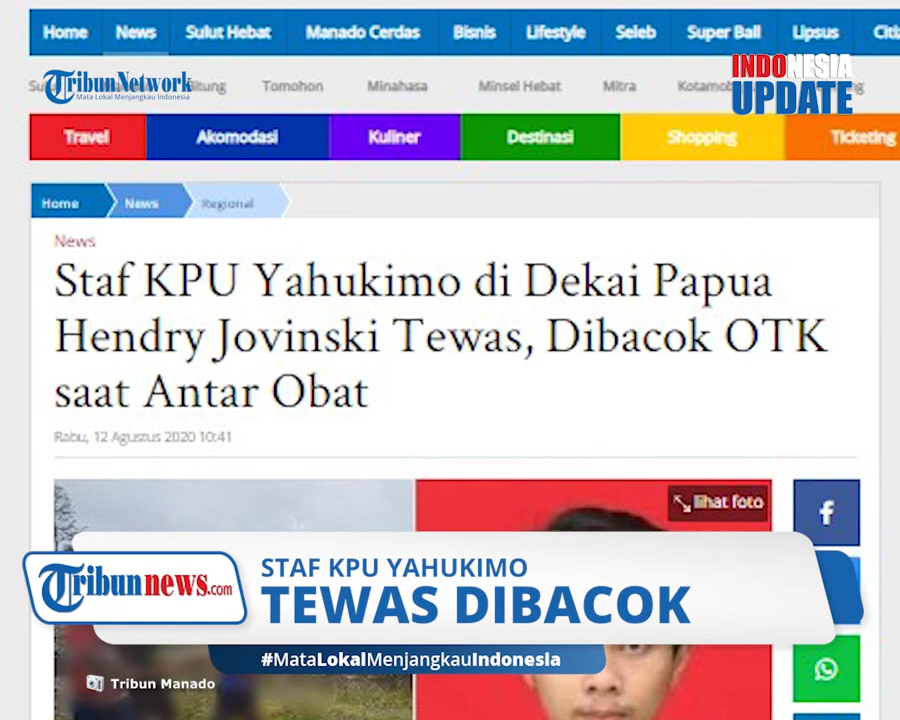 Home News Sulut Hebat Manado Cerdas Bisnis Lifestyle Seleb Super Ball Lipsus
INDONESIA
UPDATE
TribunNetwork
Mata Lokal Menjangkau Indonesia
Tomohon Minahasa Minsel Hebat Mitra
Travel Akomodasi Kuliner Destinasi Shopping Ticketing
Home News Regional
News
Staf KPU Yahukimo di Dekai Papua
Hendry Jovinski Tewas, Dibacok OTK
saat Antar Obat
Rabu, 12 Agustus 2020 10:41
lihat foto
f
Tribunnews.com
STAF KPU YAHUKIMO
TEWAS DIBACOK
#MataLokalMenjangkauIndonesia
Tribun Manado